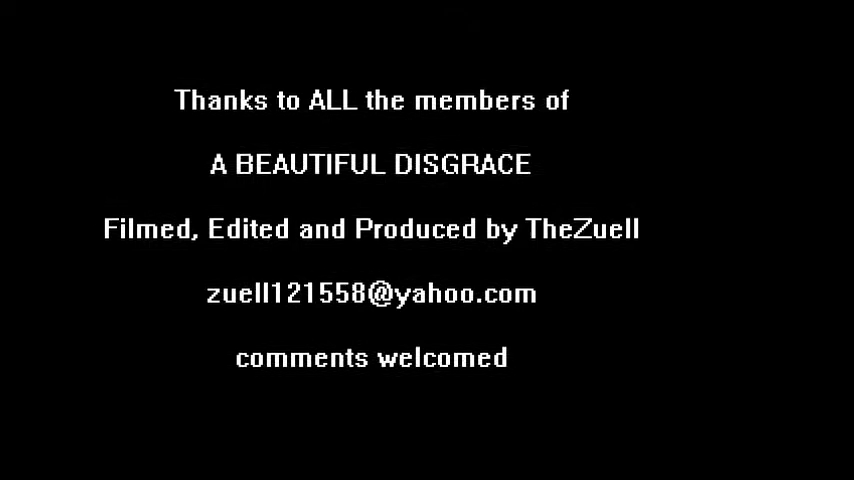 Thanks to ALL the members of
A BEAUTIFUL DISGRACE
Filmed, Edited and Produced by TheZuell
zuell121558@yahoo.com
comments welcomed